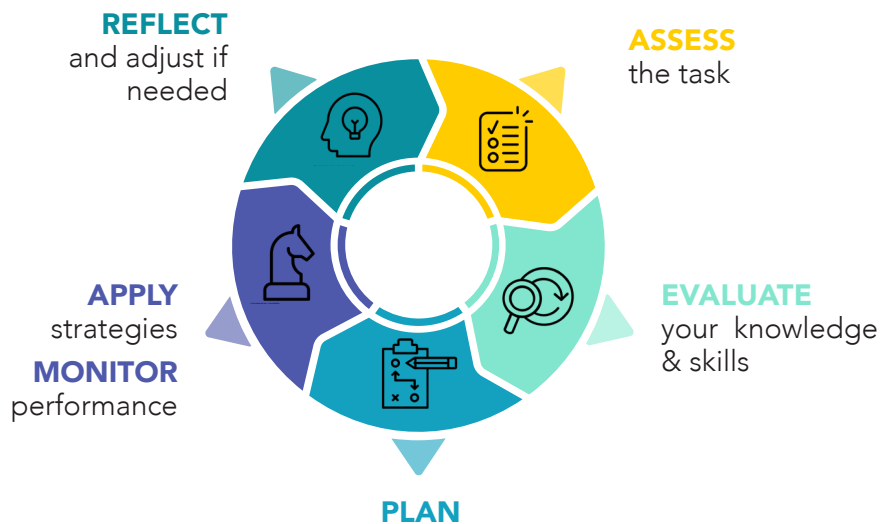 REFLECT
and adjust if
needed
ASSESS
the task
APPLY
strategies
MONITOR
performance
EVALUATE
your knowledge
& skills
PLAN